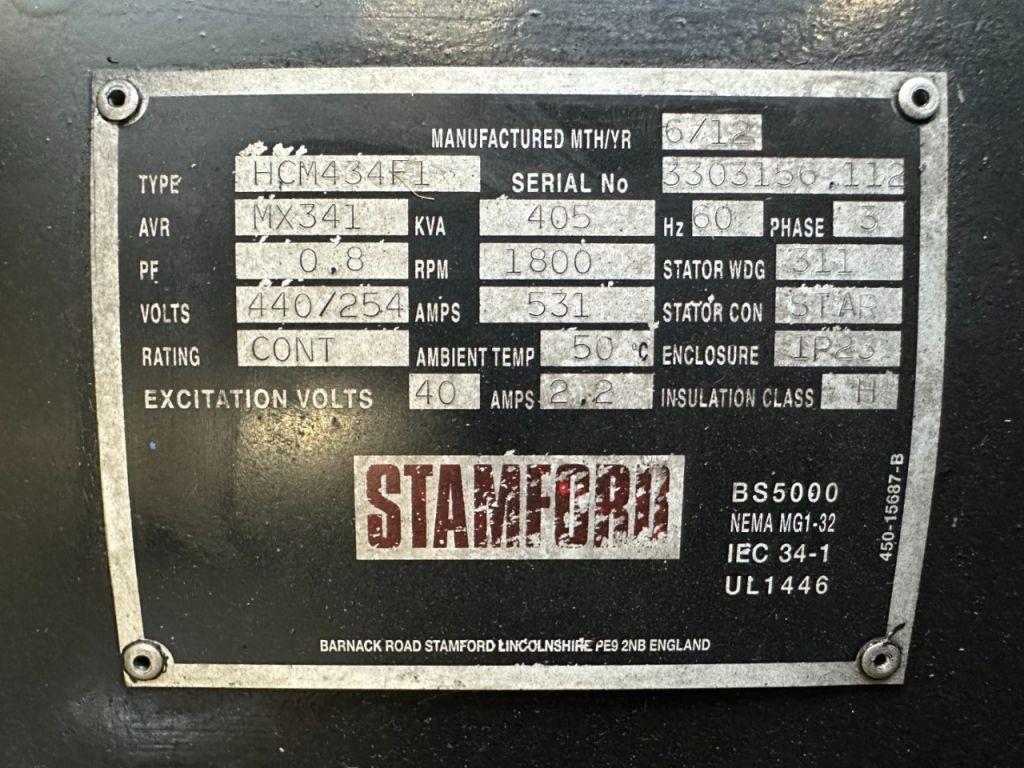 MANUFACTURED MTH/YR 6/12
TYPE HCM434F1 SERIAL No 3303156.112
AVR MX341 KVA 405 Hz 60 PHASE 3
PF 0.8 RPM 1800 STATOR WDG 311
VOLTS 440/254 AMPS 531 STATOR CON STAR
RATING CONT AMBIENT TEMP 50 °C ENCLOSURE IP23
EXCITATION VOLTS 40 AMPS 2.2 INSULATION CLASS H
STAMFORD
BS5000
NEMA MG1-32
IEC 34-1
UL1446
450-15687-B
BARNACK ROAD STAMFORD LINCOLNSHIRE PE9 2NB ENGLAND